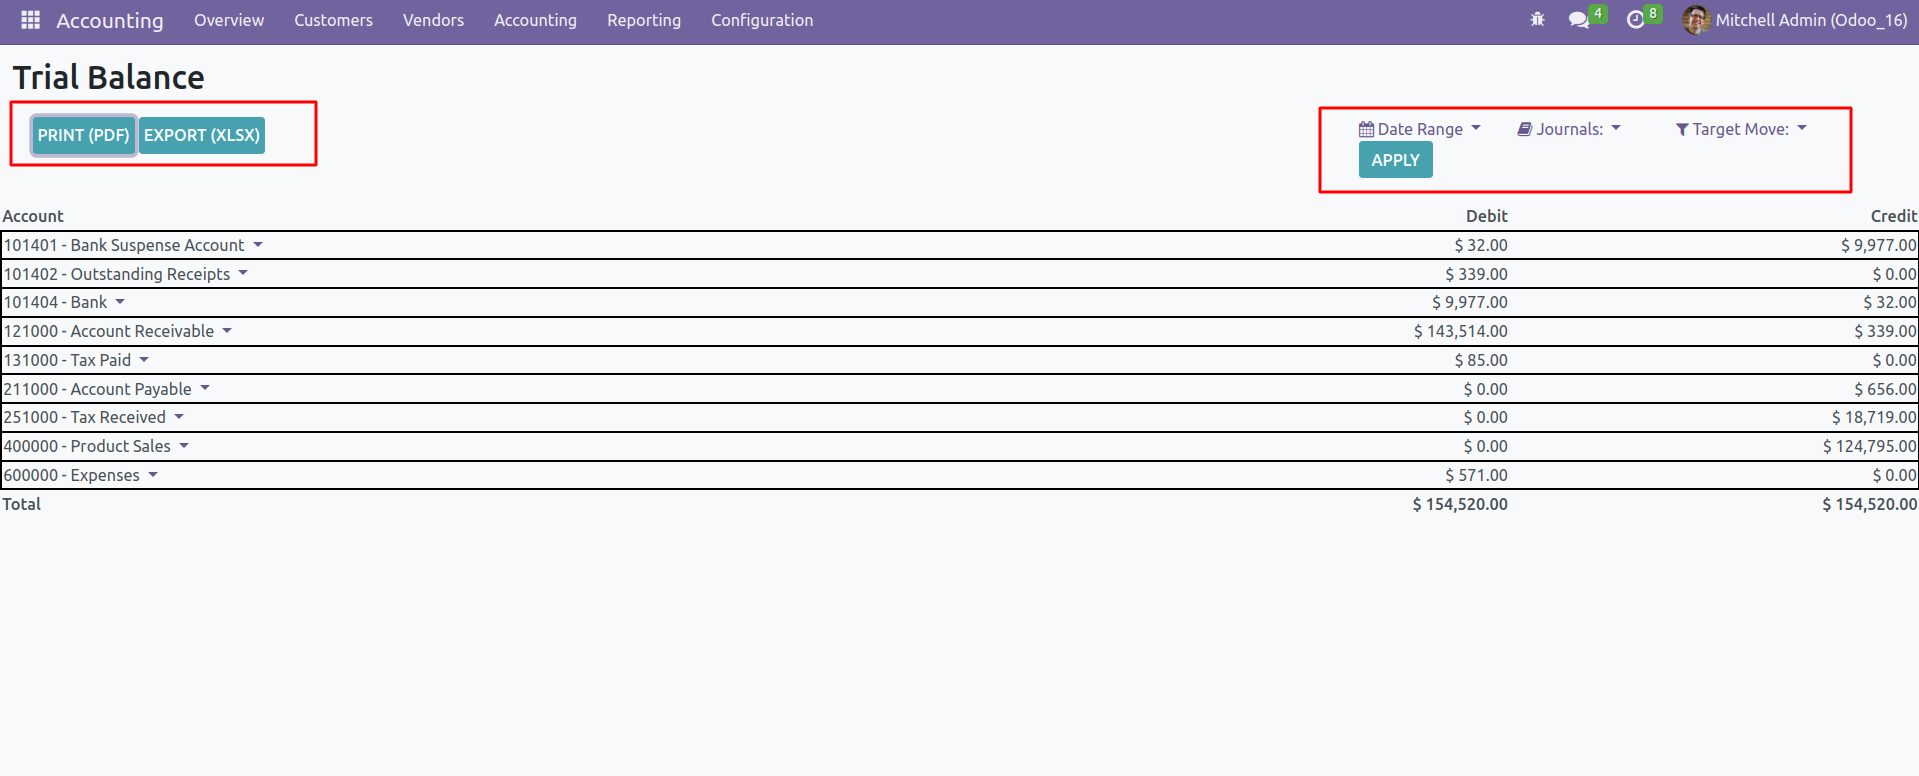 Accounting Overview Customers Vendors Accounting Reporting Configuration 4 8 Mitchell Admin (Odoo_16)
Trial Balance
PRINT (PDF) EXPORT (XLSX)
Date Range Journals: Target Move:
APPLY
Account Debit Credit
101401 - Bank Suspense Account $ 32.00 $ 9,977.00
101402 - Outstanding Receipts $ 339.00 $ 0.00
101404 - Bank $ 9,977.00 $ 32.00
121000 - Account Receivable $ 143,514.00 $ 339.00
131000 - Tax Paid $ 85.00 $ 0.00
211000 - Account Payable $ 0.00 $ 656.00
251000 - Tax Received $ 0.00 $ 18,719.00
400000 - Product Sales $ 0.00 $ 124,795.00
600000 - Expenses $ 571.00 $ 0.00
Total $ 154,520.00 $ 154,520.00